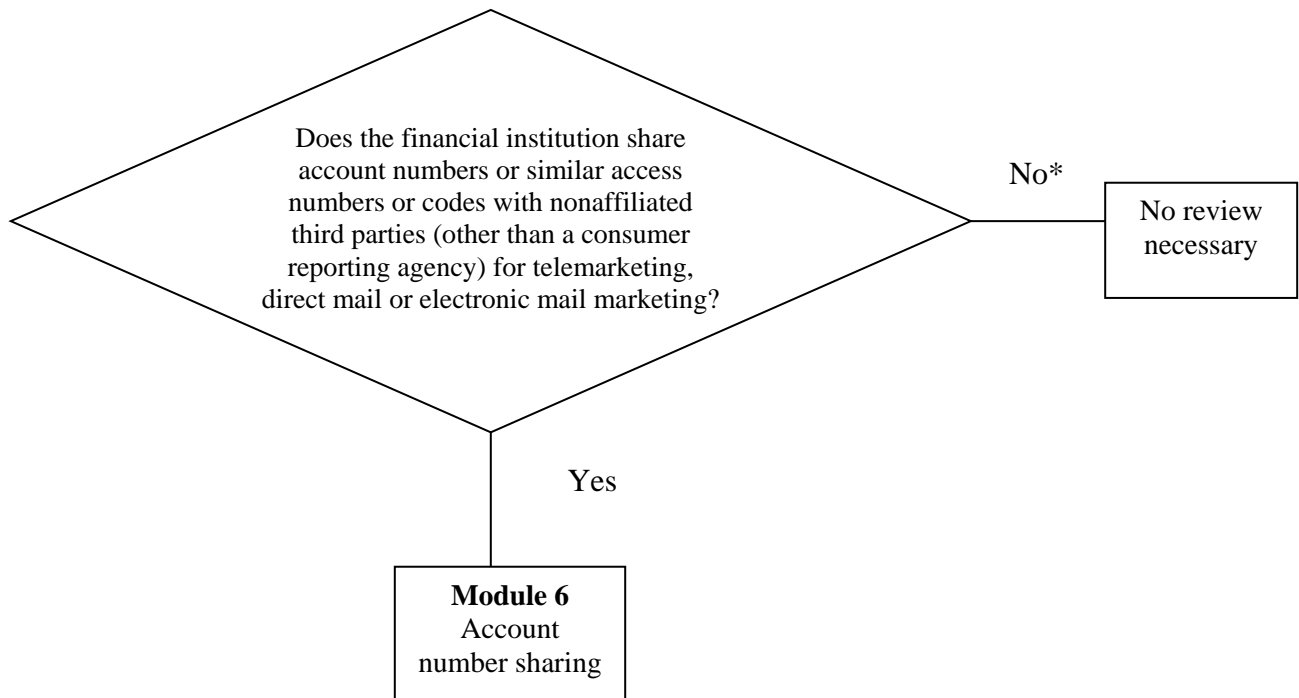 Does the financial institution share
account numbers or similar access
numbers or codes with nonaffiliated
third parties (other than a consumer
reporting agency) for telemarketing,
direct mail or electronic mail marketing?
No*
No review
necessary
Yes
Module 6
Account
number sharing